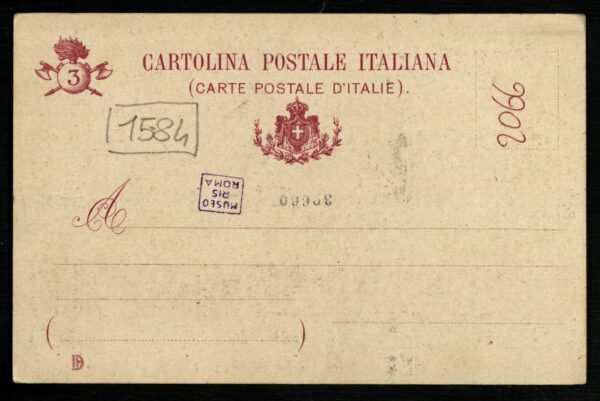 3
CARTOLINA POSTALE ITALIANA
(CARTE POSTALE D'ITALIE).
1584
2066
MUSEO
RIS
ROMA
A
( )